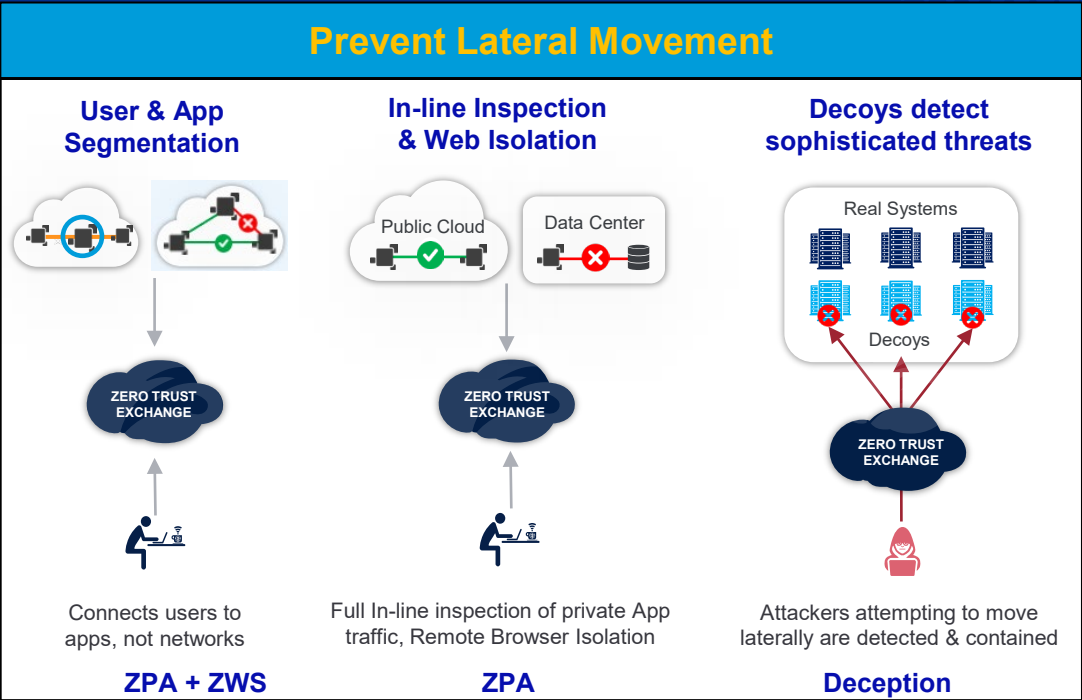 Prevent Lateral Movement
User & App
Segmentation
ZERO TRUST
EXCHANGE
Connects users to
apps, not networks
ZPA + ZWS
In-line Inspection
& Web Isolation
Public Cloud
Data Center
ZERO TRUST
EXCHANGE
Full In-line inspection of private App
traffic, Remote Browser Isolation
ZPA
Decoys detect
sophisticated threats
Real Systems
Decoys
ZERO TRUST
EXCHANGE
Attackers attempting to move
laterally are detected & contained
Deception